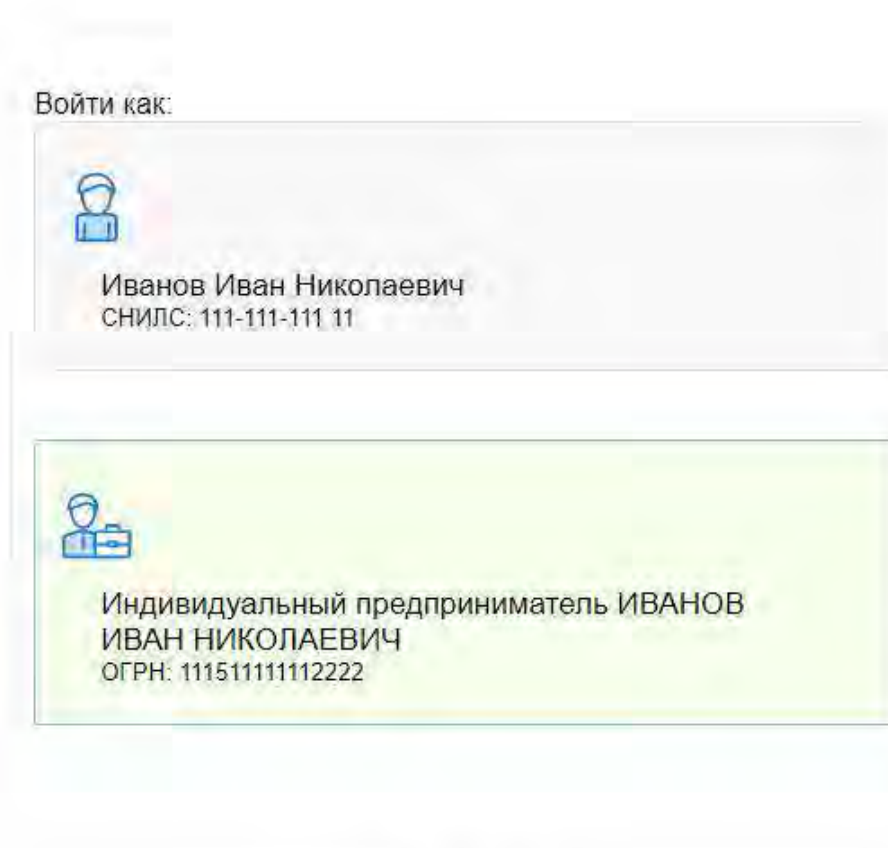 Войти как:
Иванов Иван Николаевич
СНИЛС: 111-111-111 11
Индивидуальный предприниматель ИВАНОВ
ИВАН НИКОЛАЕВИЧ
ОГРН: 111511111112222